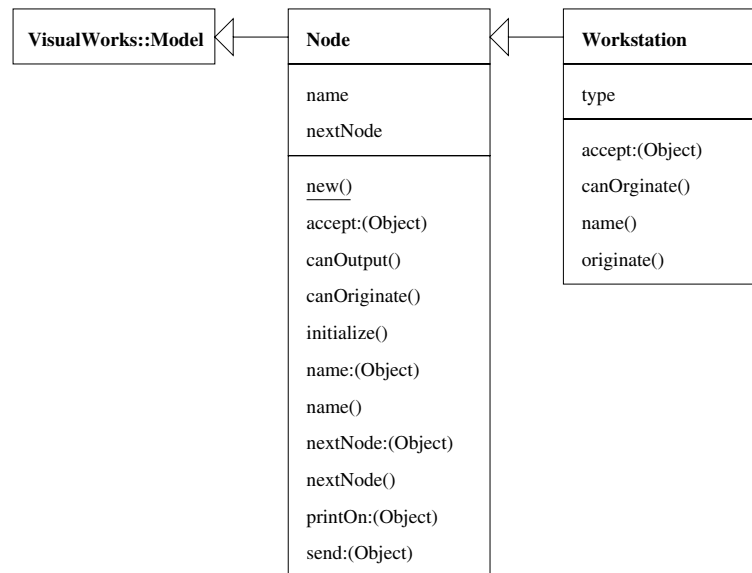 VisualWorks::Model
Node
name
nextNode
new()
accept:(Object)
canOutput()
canOriginate()
initialize()
name:(Object)
name()
nextNode:(Object)
nextNode()
printOn:(Object)
send:(Object)
Workstation
type
accept:(Object)
canOrginate()
name()
originate()